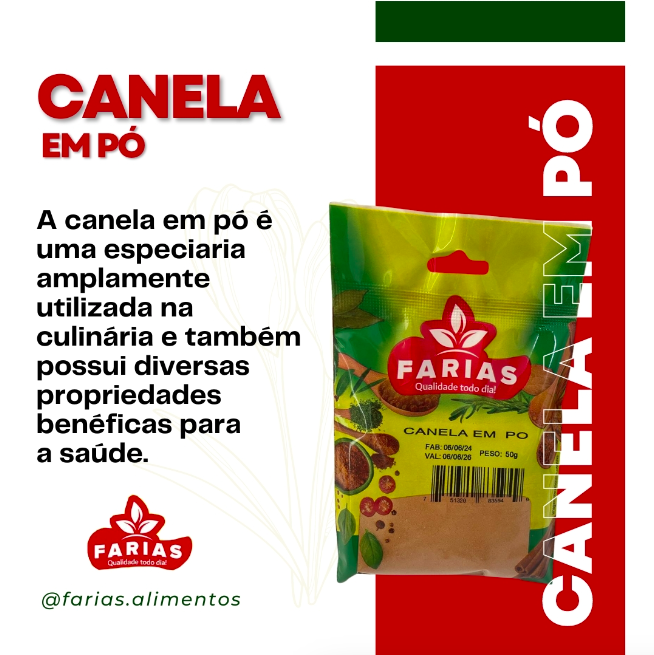 CANELA
EM PÓ
A canela em pó é
uma especiaria
amplamente
utilizada na
culinária e também
possui diversas
propriedades
benéficas para
a saúde.
FARIAS
Qualidade todo dia!
@farias.alimentos
FARIAS
Qualidade todo dia!
CANELA EM PO
FAB: 06/06/24
VAL: 06/06/26 PESO: 50g
CANELA EM PÓ